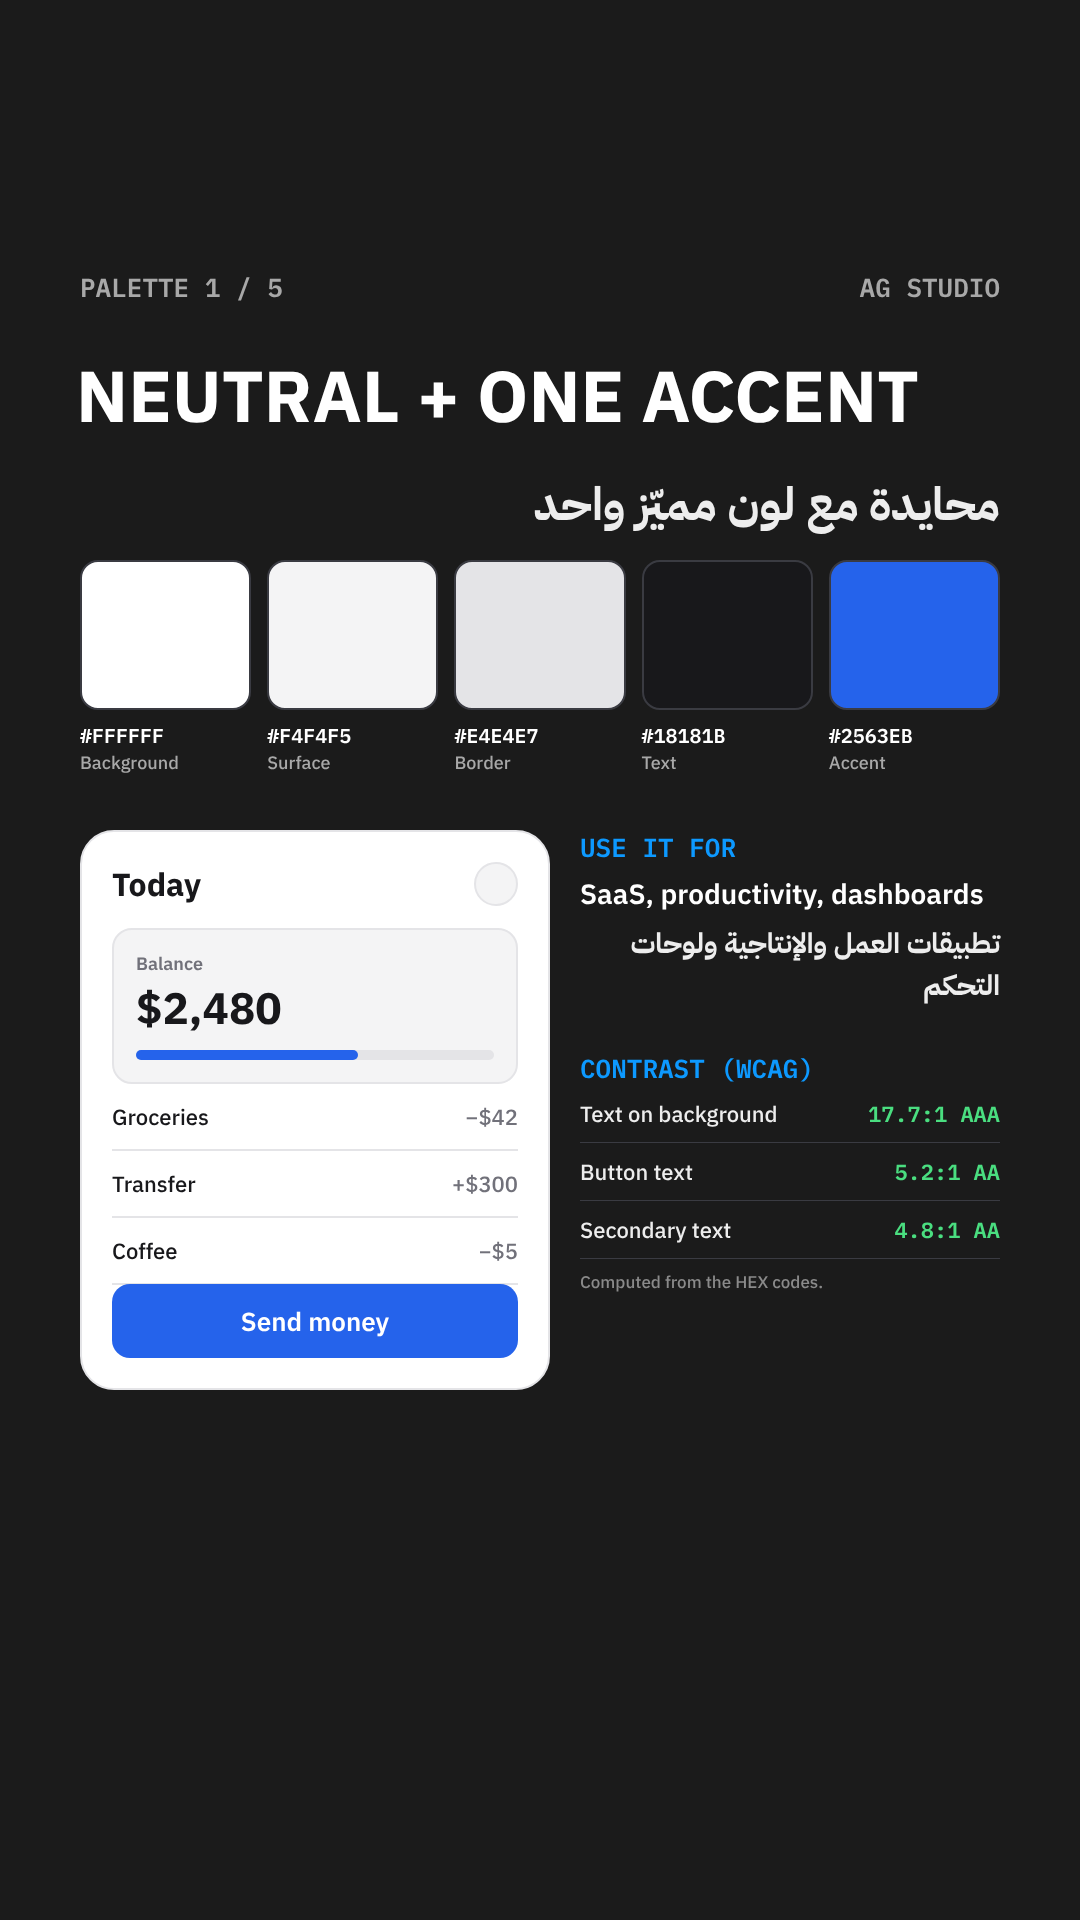 PALETTE 1 / 5
AG STUDIO
NEUTRAL + ONE ACCENT
محايدة مع لون مميّز واحد
#FFFFFF
Background
#F4F4F5
Surface
#E4E4E7
Border
#18181B
Text
#2563EB
Accent
Today
Balance
$2,480
Groceries –$42
Transfer +$300
Coffee –$5
Send money
USE IT FOR
SaaS, productivity, dashboards
تطبيقات العمل والإنتاجية ولوحات
التحكم
CONTRAST (WCAG)
Text on background 17.7:1 AAA
Button text 5.2:1 AA
Secondary text 4.8:1 AA
Computed from the HEX codes.